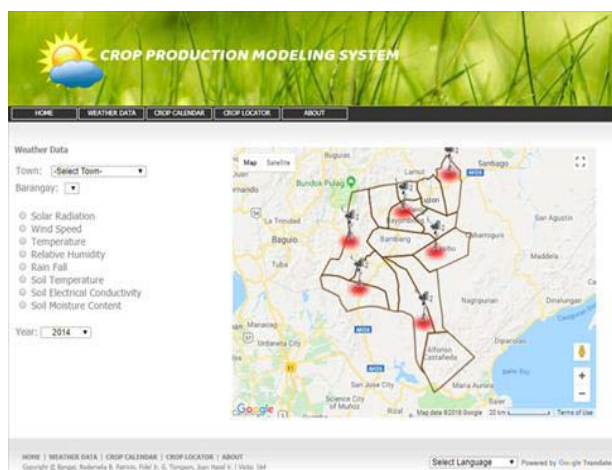 CROP PRODUCTION MODELING SYSTEM
HOME WEATHER DATA CROP CALENDAR CROP LOCATOR ABOUT
Weather Data
Town: -Select Town-
Barangay:
Solar Radiation
Wind Speed
Temperature
Relative Humidity
Rain Fall
Soil Temperature
Soil Electrical Conductivity
Soil Moisture Content
Year: 2014
Map Satellite
Santiago
Bundok Pulag
Lamut
La Trinidad
San Agustin
Baguio
Bambang
Tuba
Maddela
Nagtipunan
Dinalungan
Urdaneta City
Dipaculao
Alfonso
Castañeda
San Jose City
Maria Aurora
Science City
of Muñoz
Rizal
Baler
Google
Map data ©2018 Google 20 km Terms of Use
HOME | WEATHER DATA | CROP CALENDAR | CROP LOCATOR | ABOUT
Select Language Powered by Google Translate